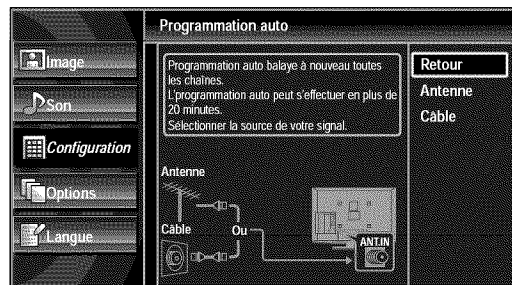 Programmation auto
Image
Son
Configuration
Options
Langue
Programmation auto balaye à nouveau toutes
les chaînes.
L'programmation auto peut s'effectuer en plus de
20 minutes.
Sélectionner la source de votre signal.
Antenne
Câble
Ou
ANT.IN
Retour
Antenne
Câble